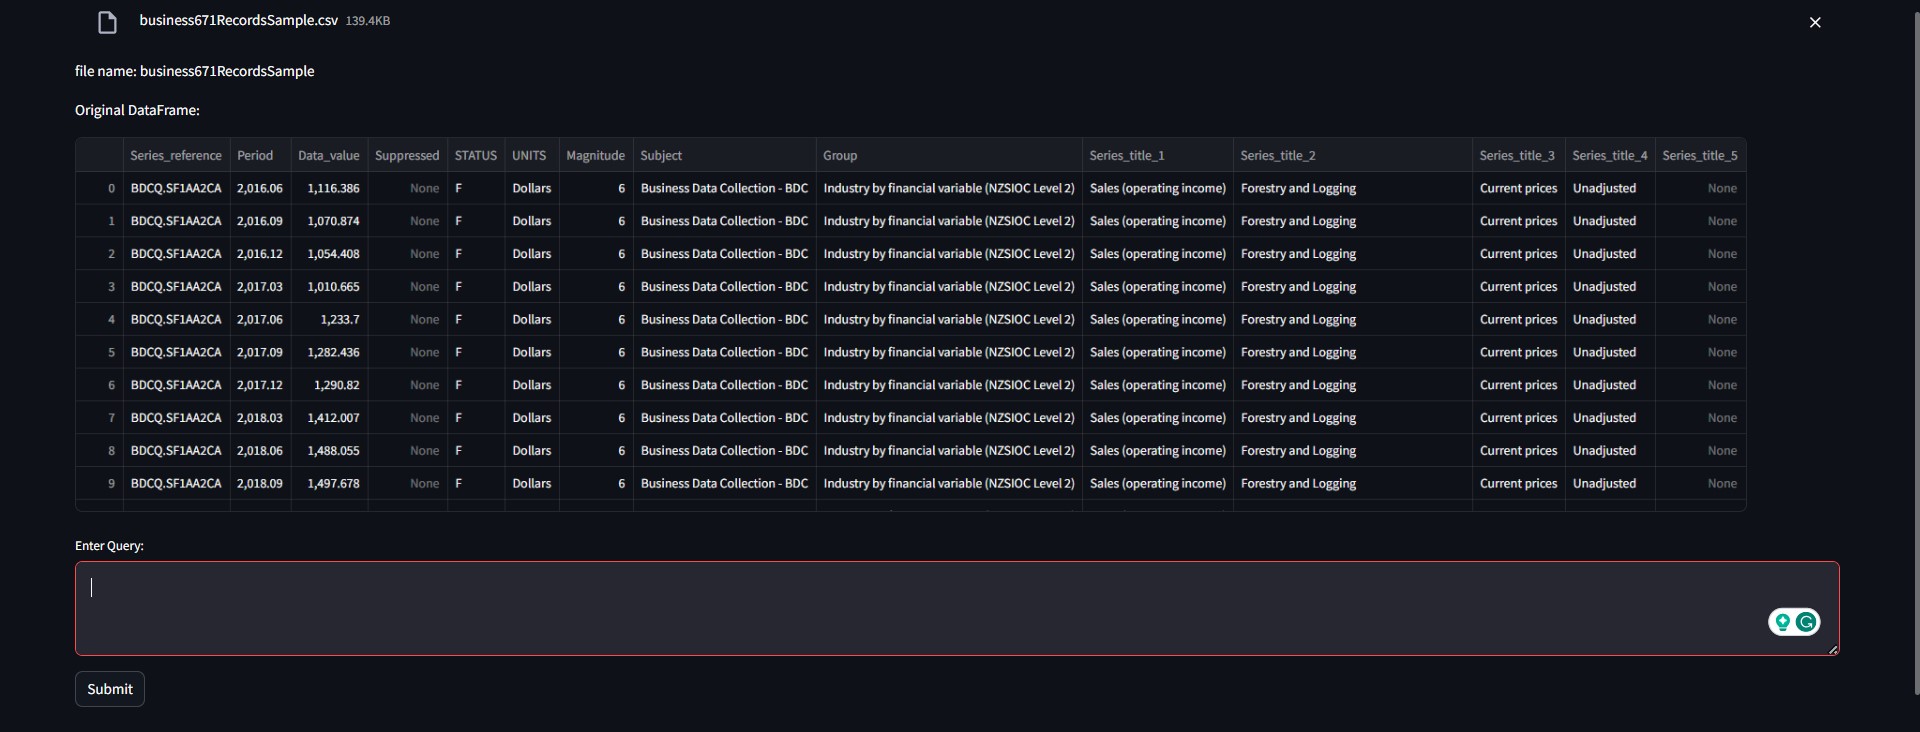 business671RecordsSample.csv 139.4KB
file name: business671RecordsSample
Original DataFrame:
Series_reference Period Data_value Suppressed STATUS UNITS Magnitude Subject Group Series_title_1 Series_title_2 Series_title_3 Series_title_4 Series_title_5
0 BDCQ.SF1AA2CA 2,016.06 1,116.386 None F Dollars 6 Business Data Collection - BDC Industry by financial variable (NZSIOC Level 2) Sales (operating income) Forestry and Logging Current prices Unadjusted None
1 BDCQ.SF1AA2CA 2,016.09 1,070.874 None F Dollars 6 Business Data Collection - BDC Industry by financial variable (NZSIOC Level 2) Sales (operating income) Forestry and Logging Current prices Unadjusted None
2 BDCQ.SF1AA2CA 2,016.12 1,054.408 None F Dollars 6 Business Data Collection - BDC Industry by financial variable (NZSIOC Level 2) Sales (operating income) Forestry and Logging Current prices Unadjusted None
3 BDCQ.SF1AA2CA 2,017.03 1,010.665 None F Dollars 6 Business Data Collection - BDC Industry by financial variable (NZSIOC Level 2) Sales (operating income) Forestry and Logging Current prices Unadjusted None
4 BDCQ.SF1AA2CA 2,017.06 1,233.7 None F Dollars 6 Business Data Collection - BDC Industry by financial variable (NZSIOC Level 2) Sales (operating income) Forestry and Logging Current prices Unadjusted None
5 BDCQ.SF1AA2CA 2,017.09 1,282.436 None F Dollars 6 Business Data Collection - BDC Industry by financial variable (NZSIOC Level 2) Sales (operating income) Forestry and Logging Current prices Unadjusted None
6 BDCQ.SF1AA2CA 2,017.12 1,290.82 None F Dollars 6 Business Data Collection - BDC Industry by financial variable (NZSIOC Level 2) Sales (operating income) Forestry and Logging Current prices Unadjusted None
7 BDCQ.SF1AA2CA 2,018.03 1,412.007 None F Dollars 6 Business Data Collection - BDC Industry by financial variable (NZSIOC Level 2) Sales (operating income) Forestry and Logging Current prices Unadjusted None
8 BDCQ.SF1AA2CA 2,018.06 1,488.055 None F Dollars 6 Business Data Collection - BDC Industry by financial variable (NZSIOC Level 2) Sales (operating income) Forestry and Logging Current prices Unadjusted None
9 BDCQ.SF1AA2CA 2,018.09 1,497.678 None F Dollars 6 Business Data Collection - BDC Industry by financial variable (NZSIOC Level 2) Sales (operating income) Forestry and Logging Current prices Unadjusted None
Enter Query:
Submit